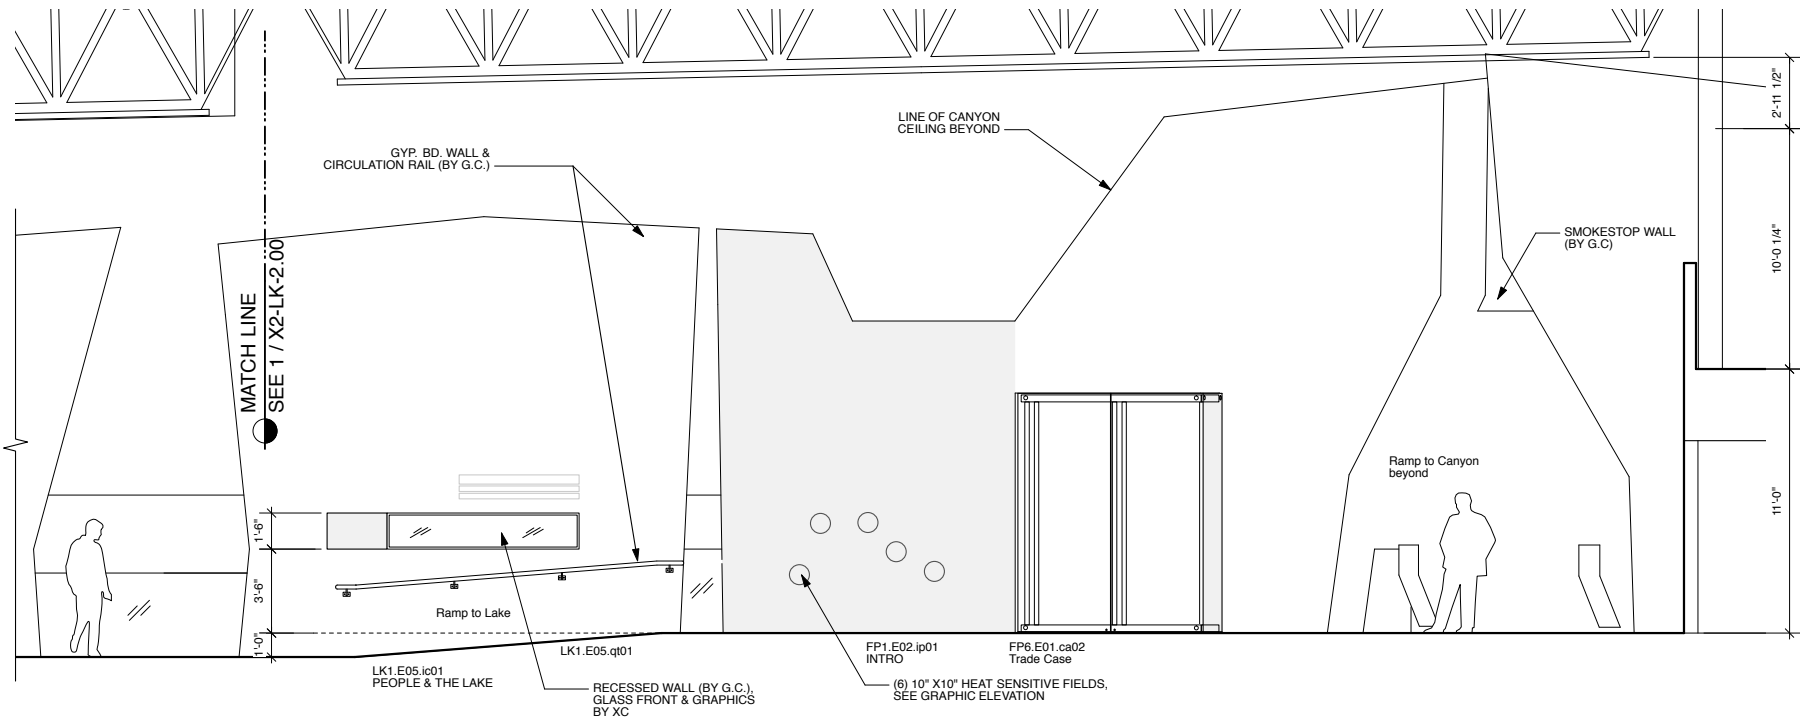 LINE OF CANYON
CEILING BEYOND
2'-11 1/2"
GYP. BD. WALL &
CIRCULATION RAIL (BY G.C.)
SMOKESTOP WALL
(BY G.C)
10'-0 1/4"
MATCH LINE
SEE 1 / X2-LK-2.00
Ramp to Canyon
beyond
11'-0"
1'-6"
3'-6"
1'-0"
Ramp to Lake
LK1.E05.qt01
FP1.E02.ip01
INTRO
FP6.E01.ca02
Trade Case
LK1.E05.ic01
PEOPLE & THE LAKE
RECESSED WALL (BY G.C.),
GLASS FRONT & GRAPHICS
BY XC
(6) 10" X10" HEAT SENSITIVE FIELDS,
SEE GRAPHIC ELEVATION